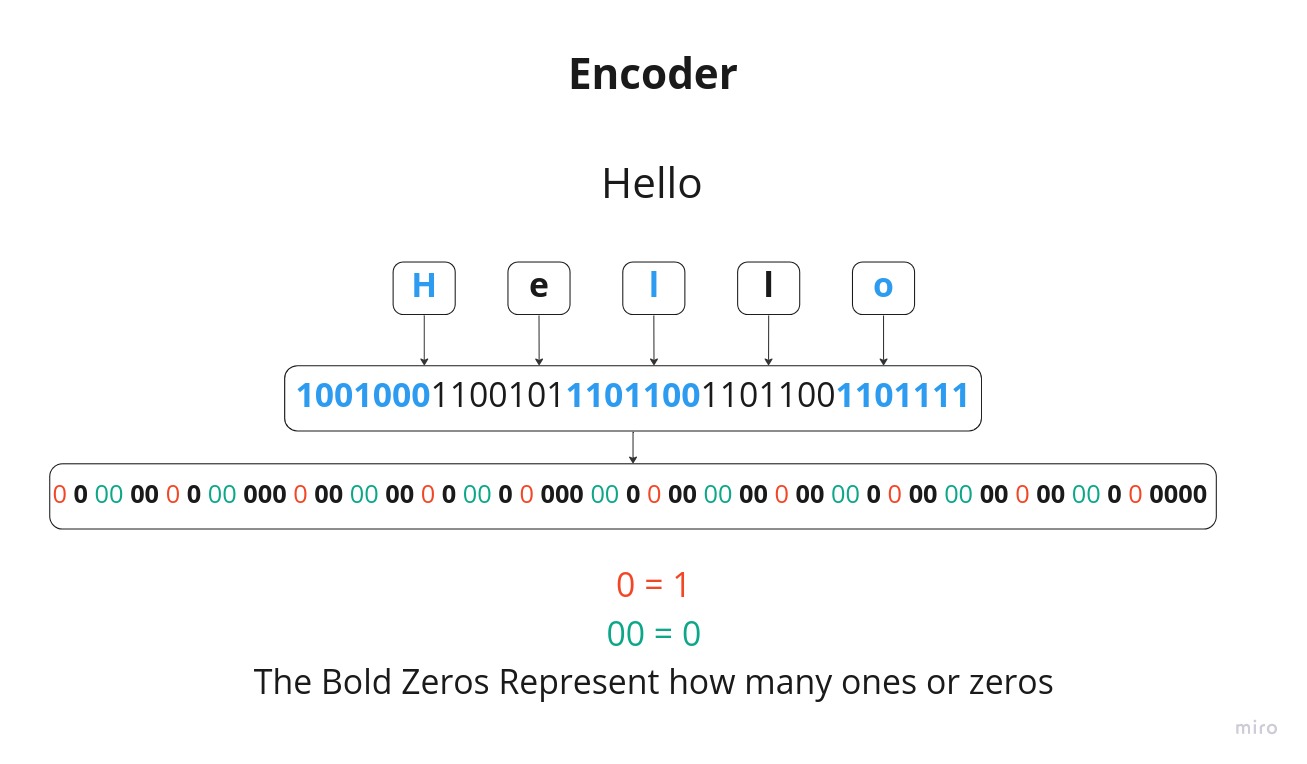 Encoder
Hello
H e l l o
10010001100101110110011011001101111
0 0 00 00 0 0 00 000 0 00 00 00 0 0 00 0 0 000 00 0 0 00 00 00 0 00 00 0 0 00 00 00 0 00 00 0 0 0000
0 = 1
00 = 0
The Bold Zeros Represent how many ones or zeros
miro